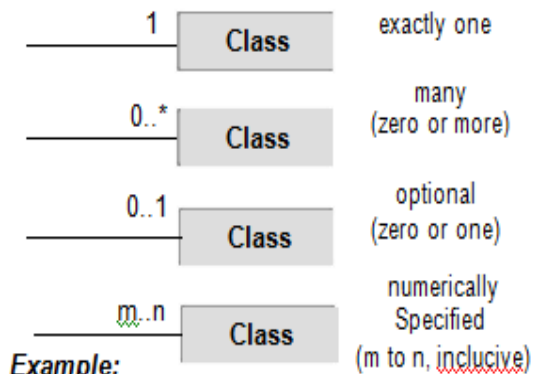 1
Class
exactly one
0..*
Class
many
(zero or more)
0..1
Class
optional
(zero or one)
m..n
Class
numerically
Specified
(m to n, inclucive)
Example: